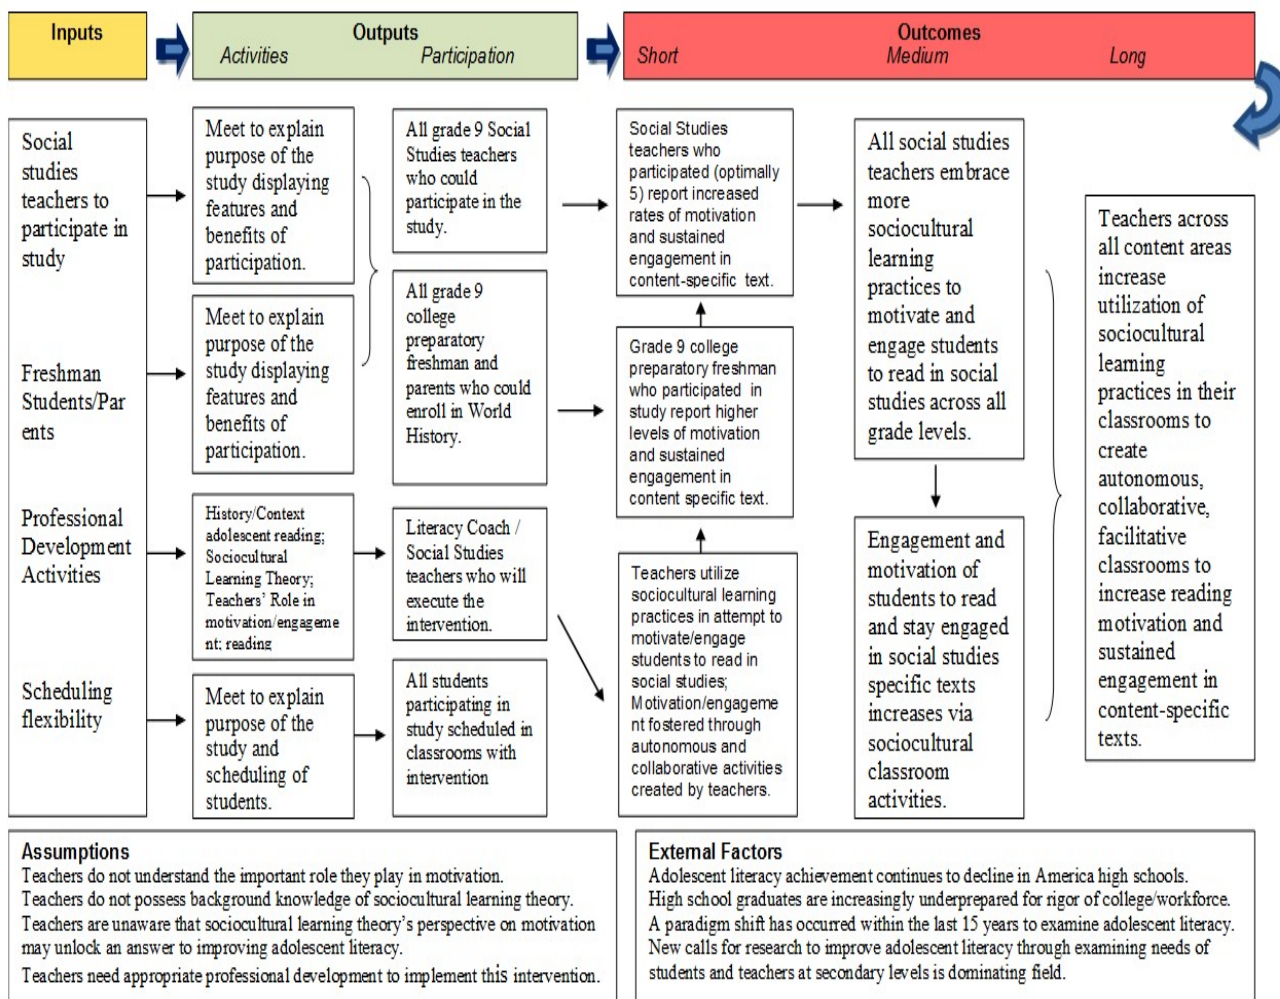 Inputs
Outputs
Activities
Participation
Outcomes
Short
Medium
Long
Social
studies
teachers to
participate in
study
Freshman
Students/Par
ents
Professional
Development
Activities
Scheduling
flexibility
Meet to explain
purpose of the
study displaying
features and
benefits of
participation.
Meet to explain
purpose of the
study displaying
features and
benefits of
participation.
History/Context
adolescent reading;
Sociocultural
Learning Theory;
Teachers' Role in
motivation/engageme
nt; reading
Meet to explain
purpose of the
study and
scheduling of
students.
All grade 9 Social
Studies teachers
who could
participate in the
study.
All grade 9
college
preparatory
freshman and
parents who could
enroll in World
History.
Literacy Coach /
Social Studies
teachers who will
execute the
intervention.
All students
participating in
study scheduled in
classrooms with
intervention
Social Studies
teachers who
participated (optimally
5) report increased
rates of motivation
and sustained
engagement in
content-specific text.
Grade 9 college
preparatory freshman
who participated in
study report higher
levels of motivation
and sustained
engagement in
content specific text.
Teachers utilize
sociocultural learning
practices in attempt to
motivate/engage
students to read in
social studies;
Motivation/engageme
nt fostered through
autonomous and
collaborative activities
created by teachers.
All social studies
teachers embrace
more
sociocultural
learning
practices to
motivate and
engage students
to read in social
studies across all
grade levels.
Engagement and
motivation of
students to read
and stay engaged
in social studies
specific texts
increases via
sociocultural
classroom
activities.
Teachers across
all content areas
increase
utilization of
sociocultural
learning
practices in their
classrooms to
create
autonomous,
collaborative,
facilitative
classrooms to
increase reading
motivation and
sustained
engagement in
content-specific
texts.
Assumptions
Teachers do not understand the important role they play in motivation.
Teachers do not possess background knowledge of sociocultural learning theory.
Teachers are unaware that sociocultural learning theory's perspective on motivation
may unlock an answer to improving adolescent literacy.
Teachers need appropriate professional development to implement this intervention.
External Factors
Adolescent literacy achievement continues to decline in America high schools.
High school graduates are increasingly underprepared for rigor of college/workforce.
A paradigm shift has occurred within the last 15 years to examine adolescent literacy.
New calls for research to improve adolescent literacy through examining needs of
students and teachers at secondary levels is dominating field.